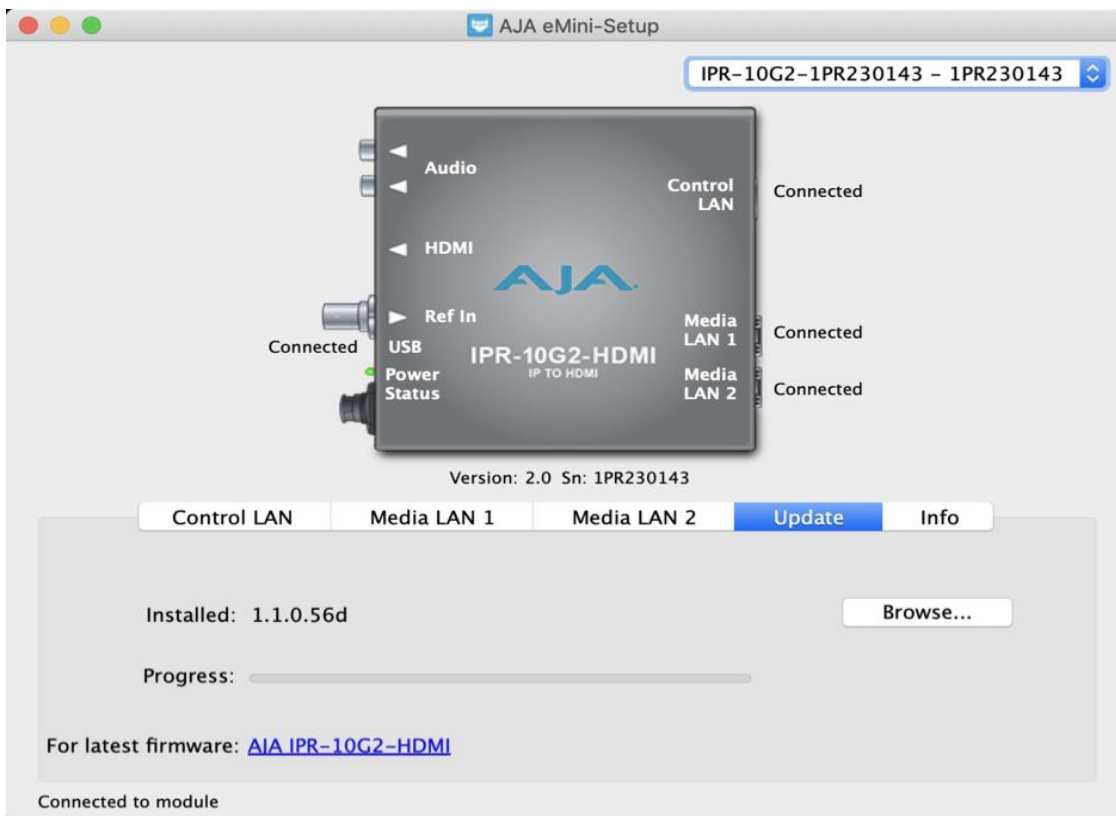 AJA eMini-Setup
IPR-10G2-1PR230143 - 1PR230143
Audio
Control
LAN
Connected
HDMI
AJA
Ref In
Connected
USB
Media
LAN 1
Connected
IPR-10G2-HDMI
IP TO HDMI
Power
Status
Media
LAN 2
Connected
Version: 2.0 Sn: 1PR230143
Control LAN Media LAN 1 Media LAN 2 Update Info
Installed: 1.1.0.56d
Browse...
Progress:
For latest firmware: AJA IPR-10G2-HDMI
Connected to module